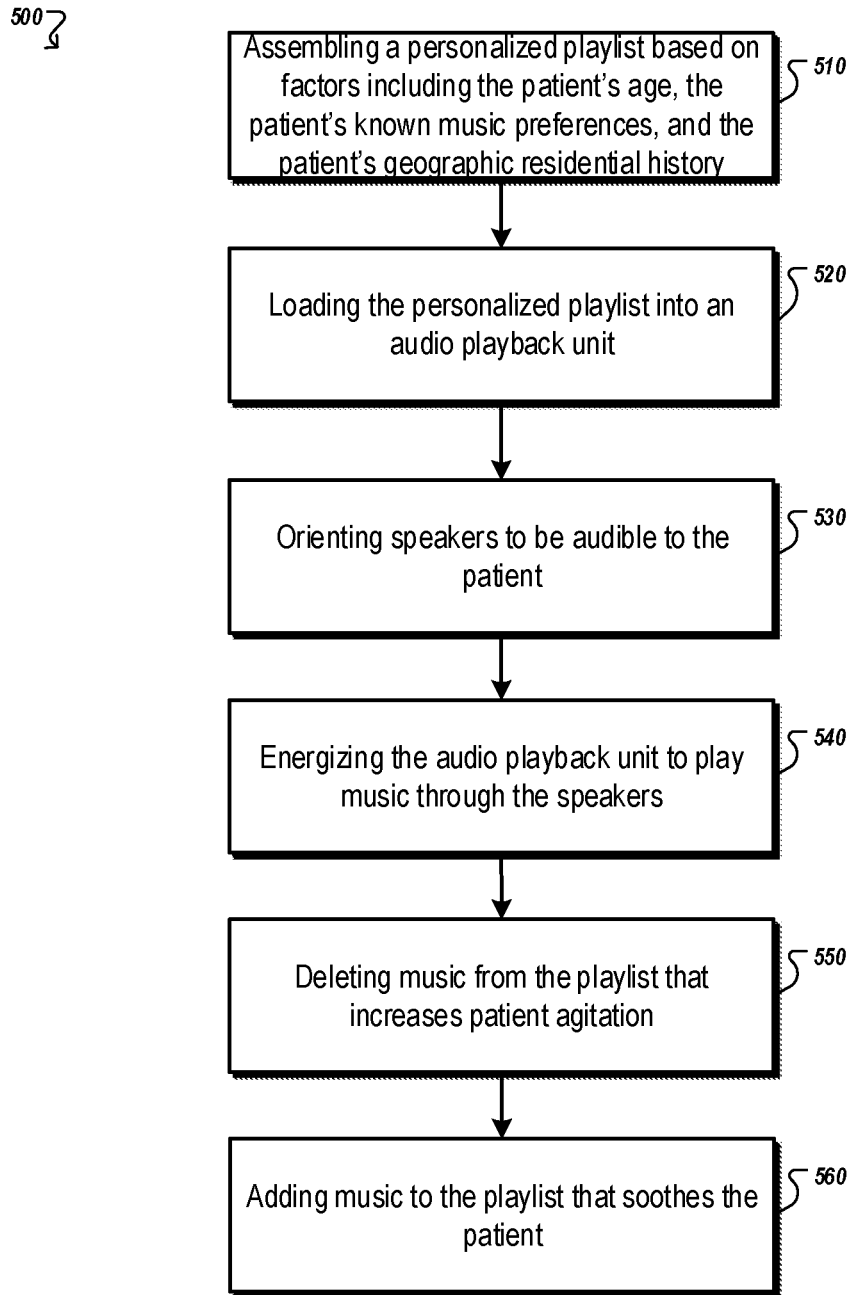 500
Assembling a personalized playlist based on
factors including the patient's age, the
patient's known music preferences, and the
patient's geographic residential history
510
Loading the personalized playlist into an
audio playback unit
520
Orienting speakers to be audible to the
patient
530
Energizing the audio playback unit to play
music through the speakers
540
Deleting music from the playlist that
increases patient agitation
550
Adding music to the playlist that soothes the
patient
560